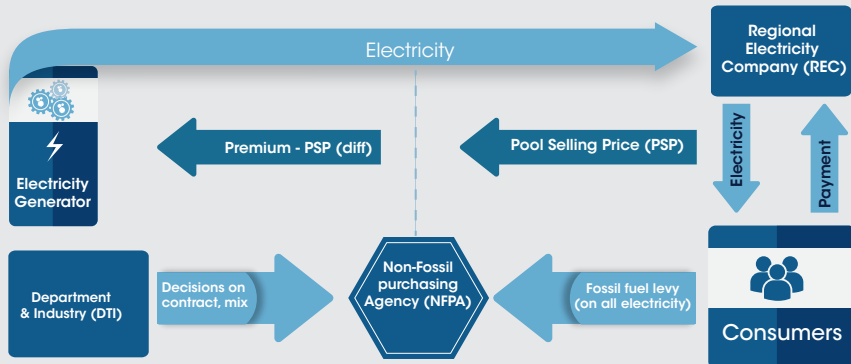 Electricity
Regional
Electricity
Company (REC)
Premium - PSP (diff)
Pool Selling Price (PSP)
Electricity
Payment
Electricity
Generator
Department
& Industry (DTI)
Decisions on
contract, mix
Non-Fossil
purchasing
Agency (NFPA)
Fossil fuel levy
(on all electricity)
Consumers